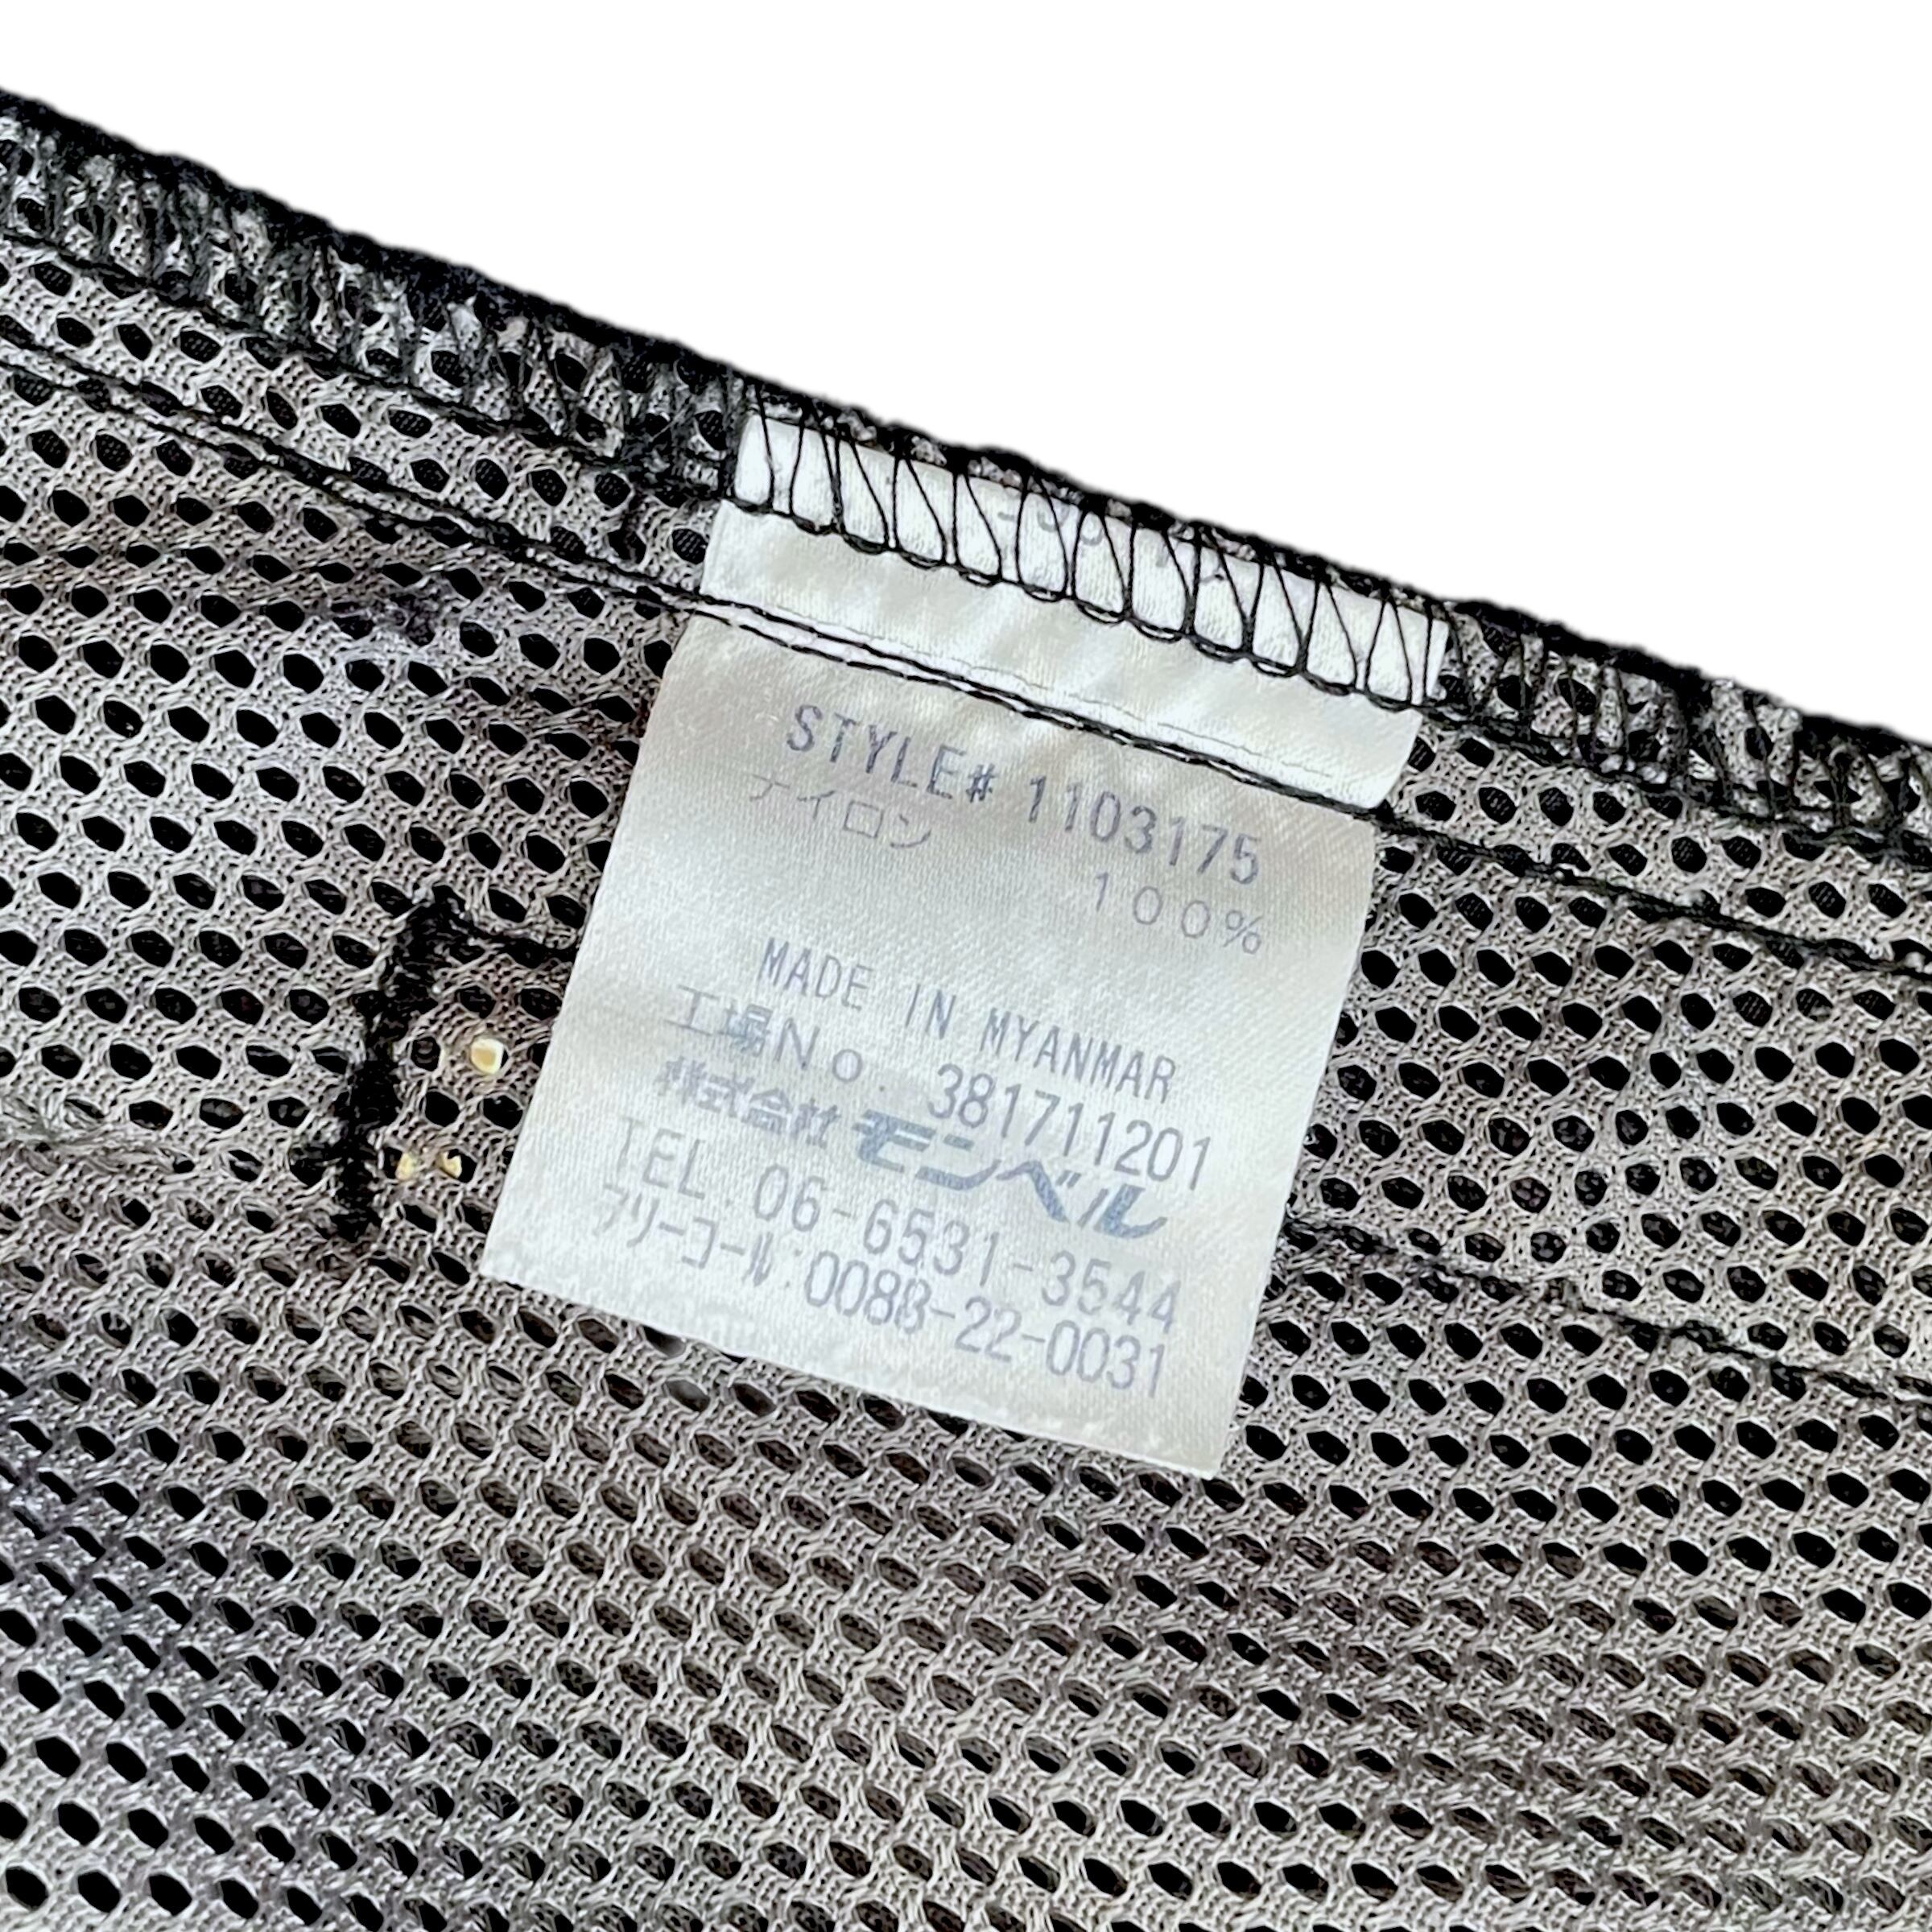 STYLE# 1103175
ナイロン 100%
MADE IN MYANMAR
工場No. 381711201
株式会社 モンベル
TEL. 06-6531-3544
フリーコール:0088-22-0031